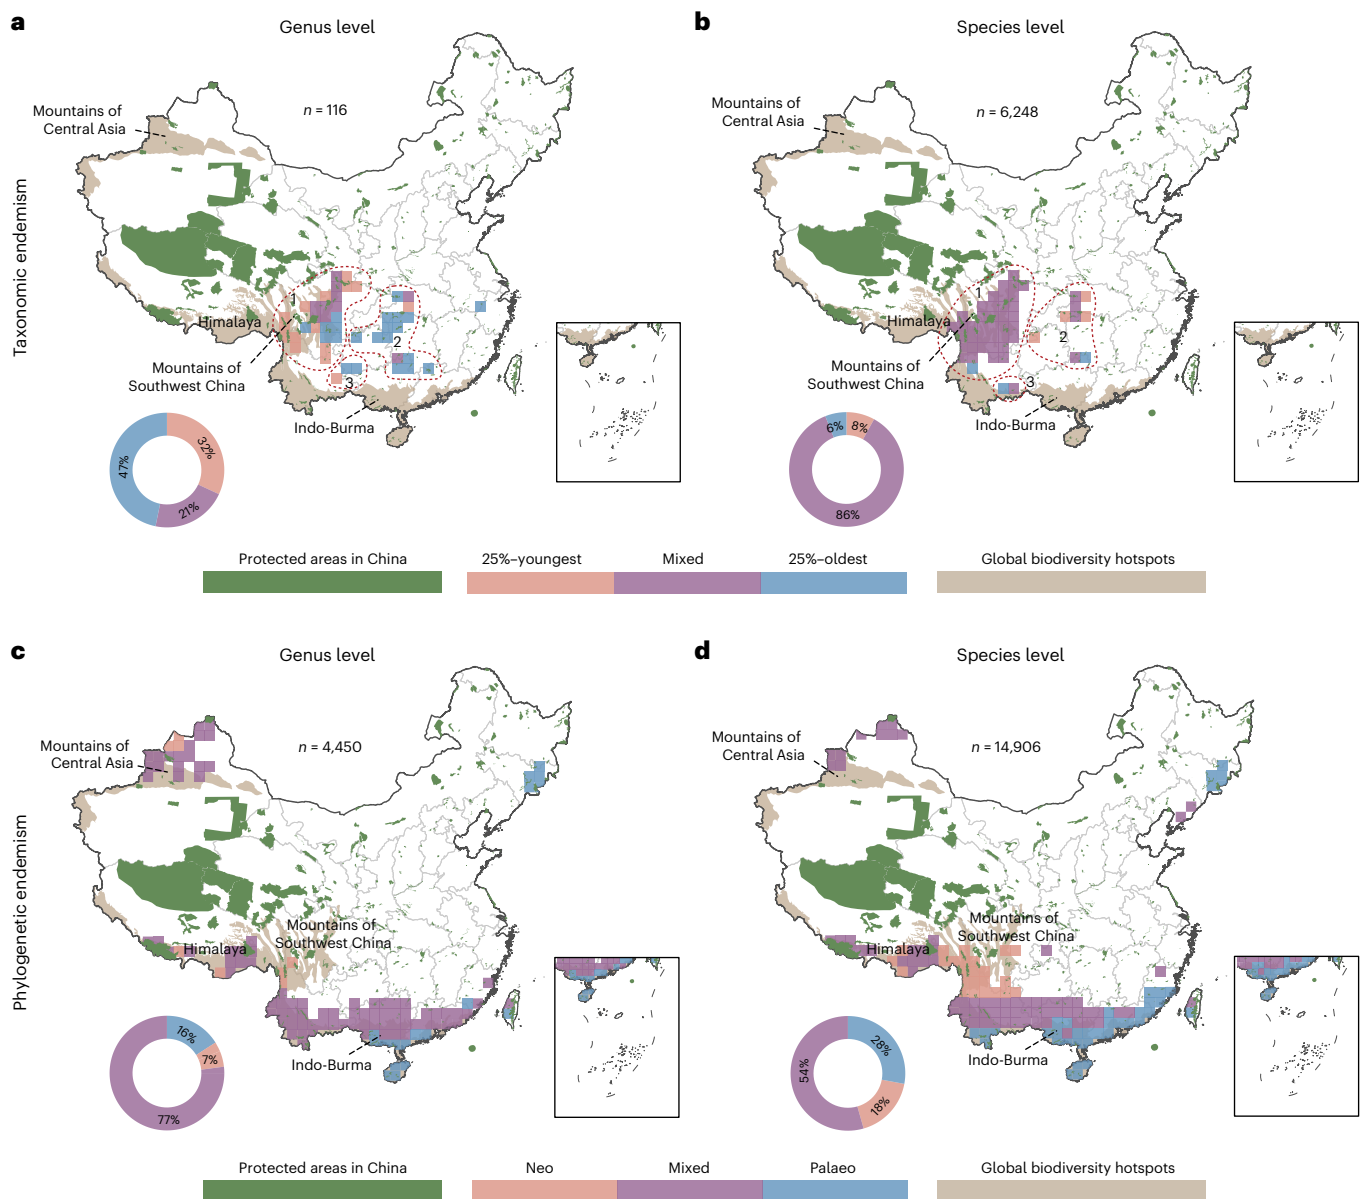 a
Genus level
b
Species level
Mountains of
Central Asia
n = 116
Mountains of
Central Asia
n = 6,248
Taxonomic endemism
1
Himalaya
2
Mountains of
Southwest China
3
Indo-Burma
47%
32%
21%
1
Himalaya
2
Mountains of
Southwest China
3
Indo-Burma
6%
8%
86%
Protected areas in China
25%–youngest
Mixed
25%–oldest
Global biodiversity hotspots
c
Genus level
d
Species level
Mountains of
Central Asia
n = 4,450
Mountains of
Central Asia
n = 14,906
Phylogenetic endemism
Mountains of
Southwest China
Himalaya
Indo-Burma
16%
7%
77%
Mountains of
Southwest China
Himalaya
Indo-Burma
54%
28%
18%
Protected areas in China
Neo
Mixed
Palaeo
Global biodiversity hotspots